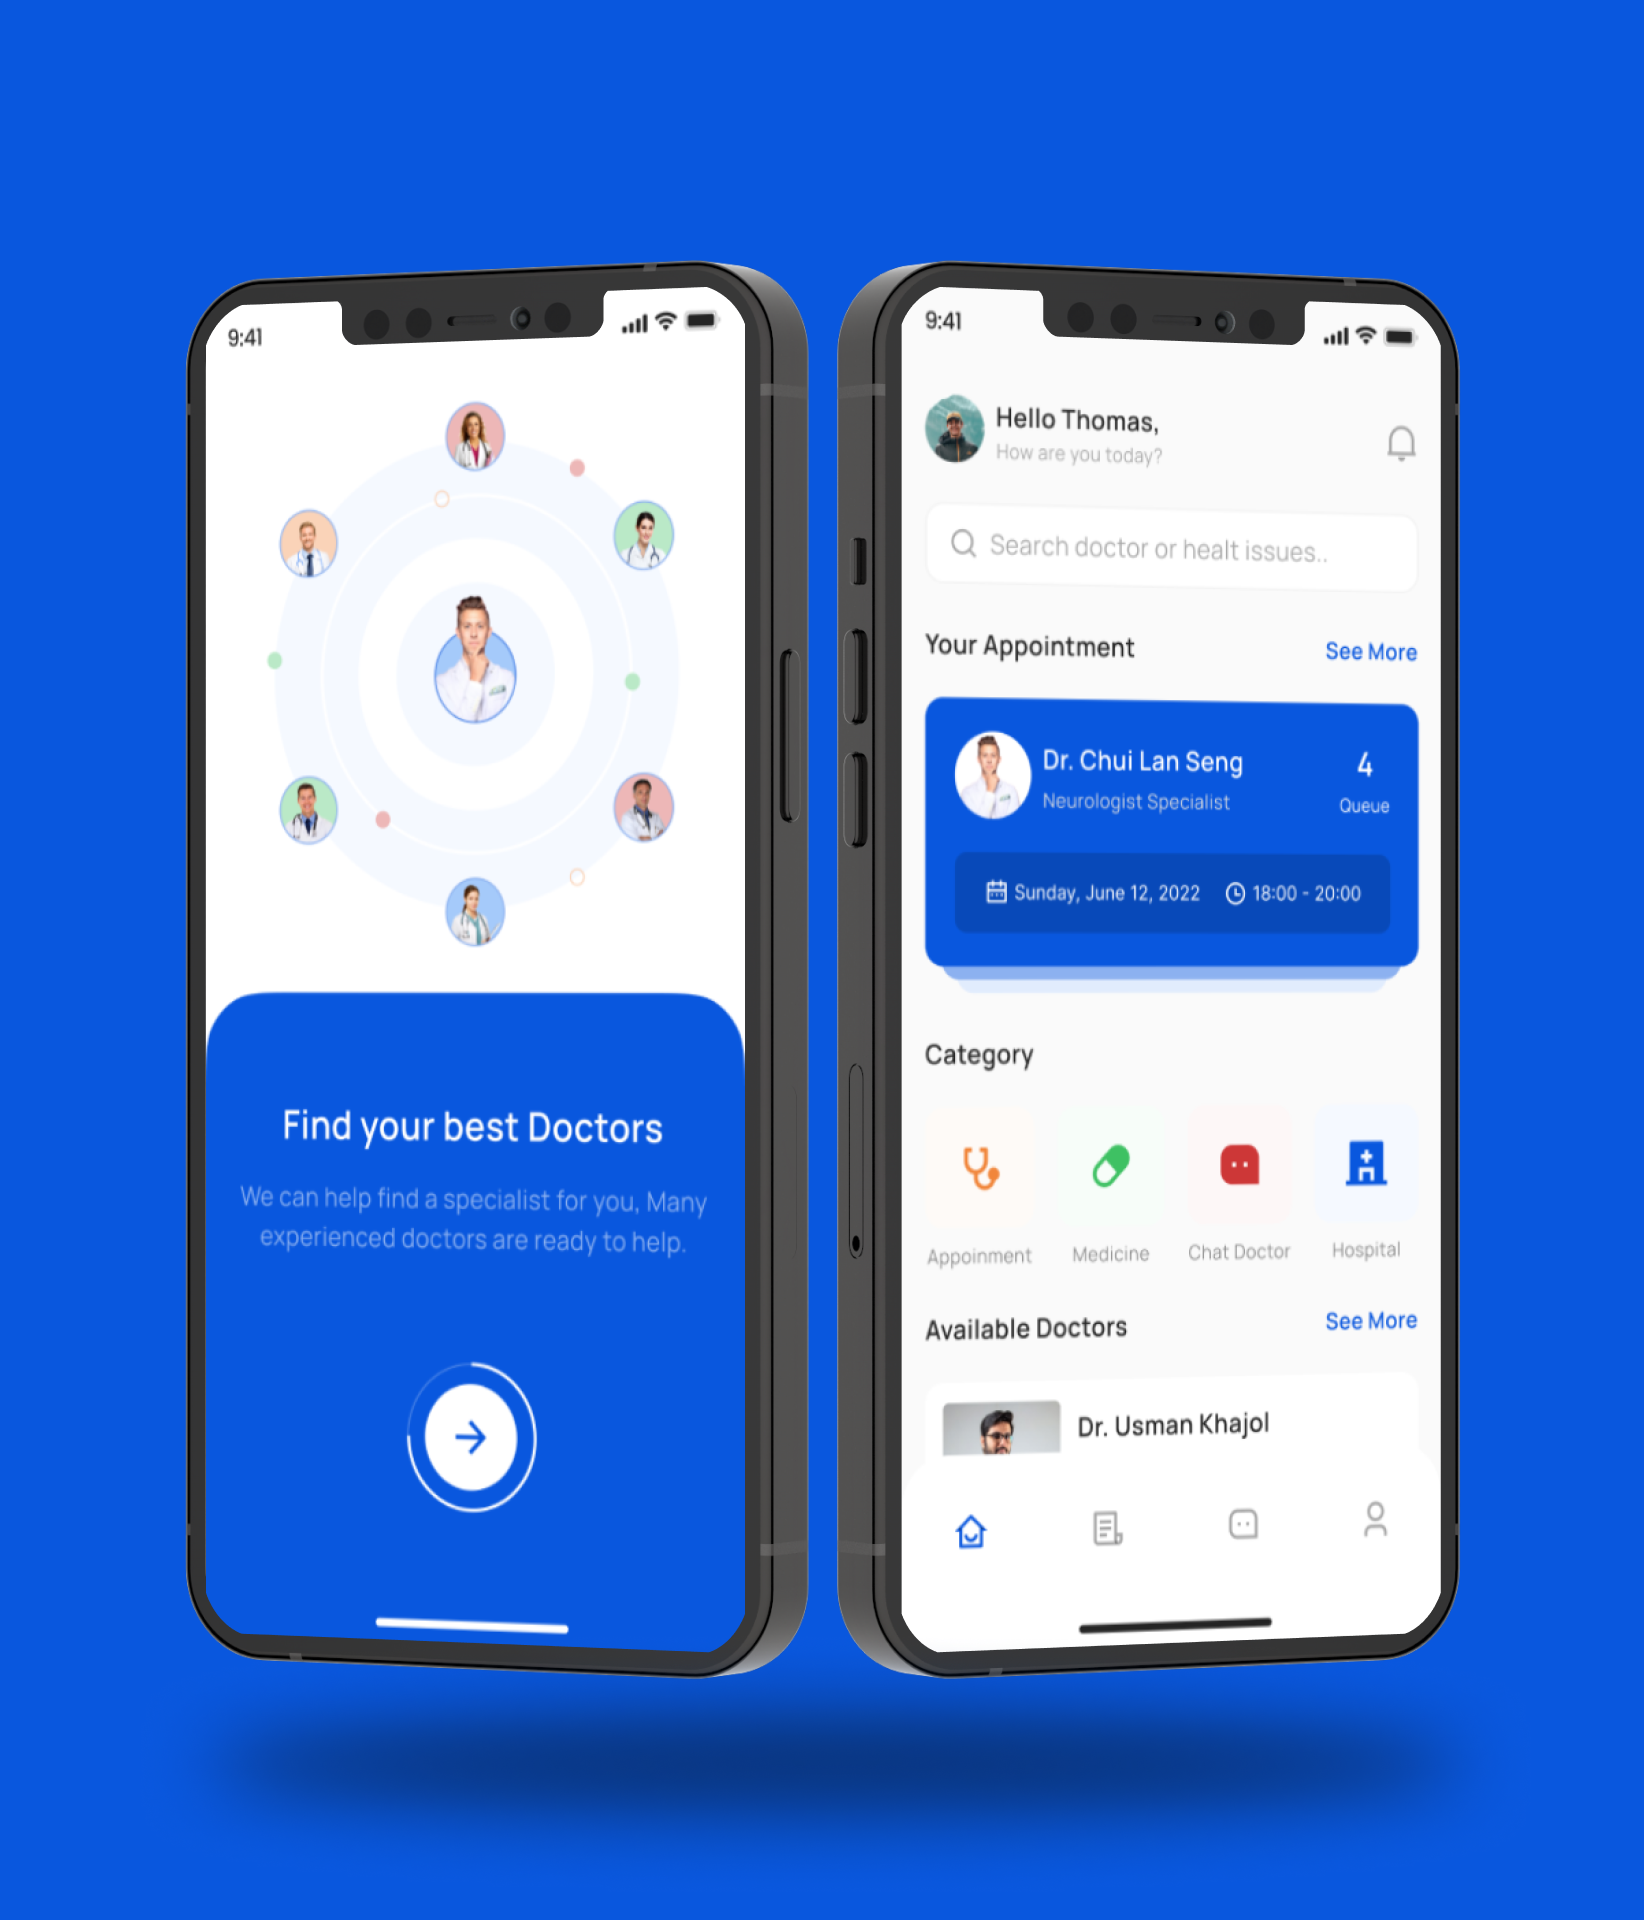 9:41
Find your best Doctors
We can help find a specialist for you, Many
experienced doctors are ready to help.
9:41
Hello Thomas,
How are you today?
Search doctor or healt issues..
Your Appointment
See More
Dr. Chui Lan Seng
4
Neurologist Specialist
Queue
Sunday, June 12, 2022
18:00 - 20:00
Category
Appoinment
Medicine
Chat Doctor
Hospital
Available Doctors
See More
Dr. Usman Khajol